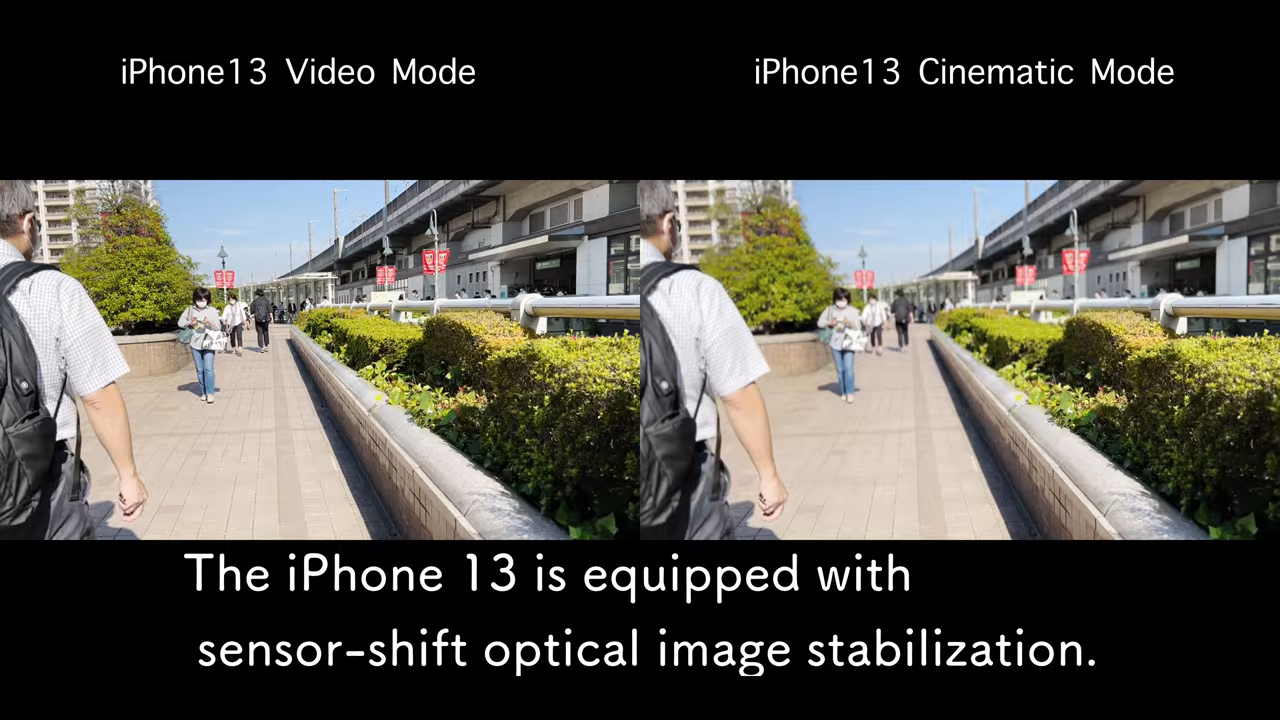 iPhone13 Video Mode
iPhone13 Cinematic Mode
The iPhone 13 is equipped with
sensor-shift optical image stabilization.